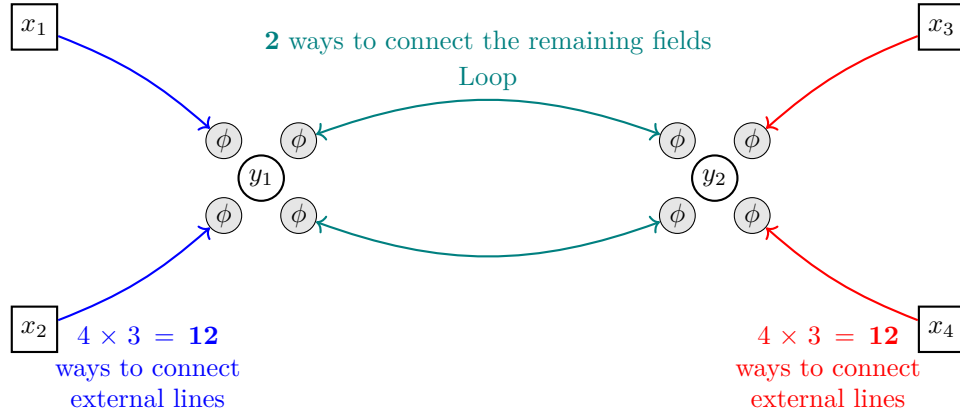 x₁
x₃
2 ways to connect the remaining fields
Loop
ϕ ϕ ϕ ϕ
y₁ y₂
ϕ ϕ ϕ ϕ
x₂
x₄
4 × 3 = 12
ways to connect
external lines
4 × 3 = 12
ways to connect
external lines